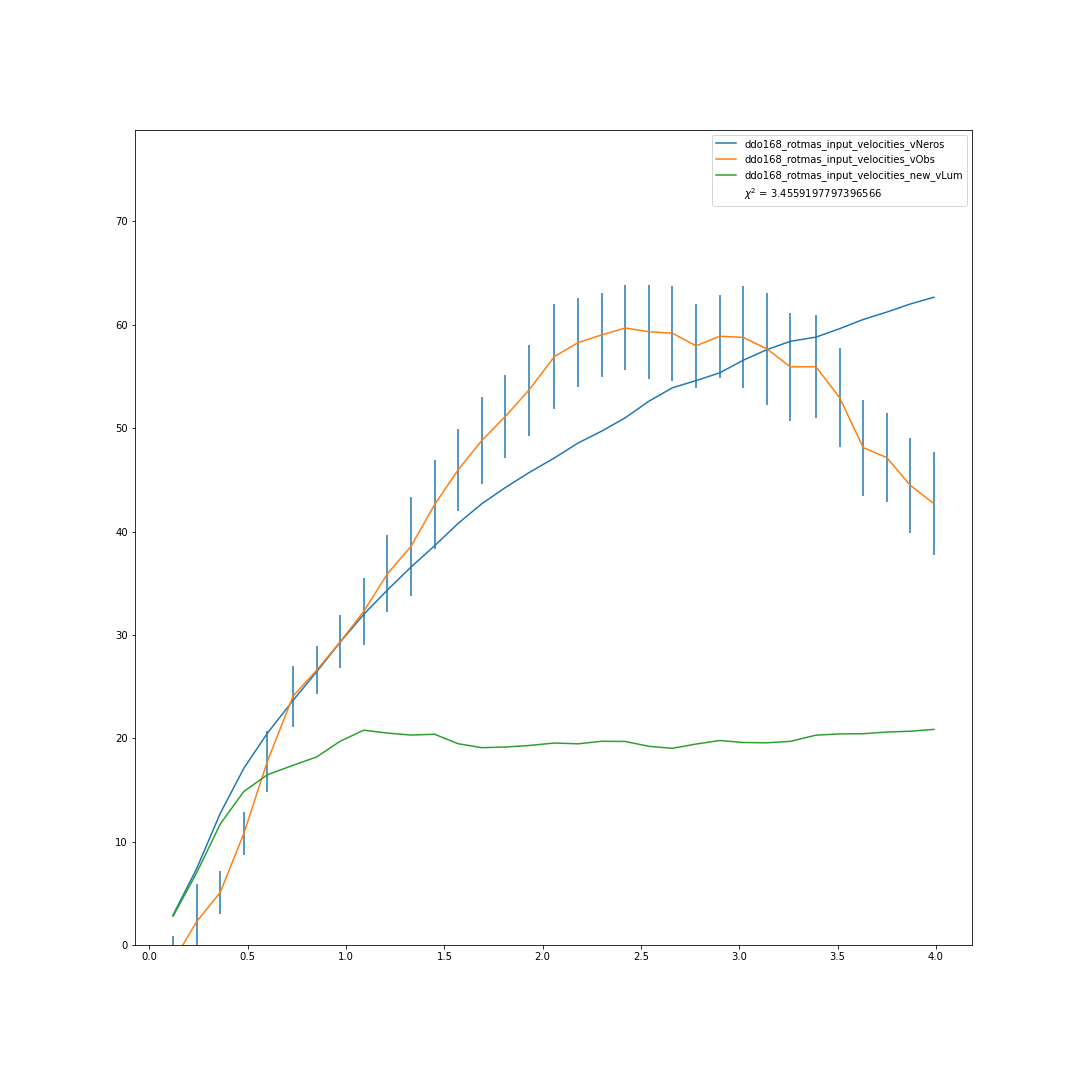 ddo168_rotmas_input_velocities_vNeros
ddo168_rotmas_input_velocities_vObs
ddo168_rotmas_input_velocities_new_vLum
χ² = 3.4559197797396566
70
60
50
40
30
20
10
0
0.0 0.5 1.0 1.5 2.0 2.5 3.0 3.5 4.0